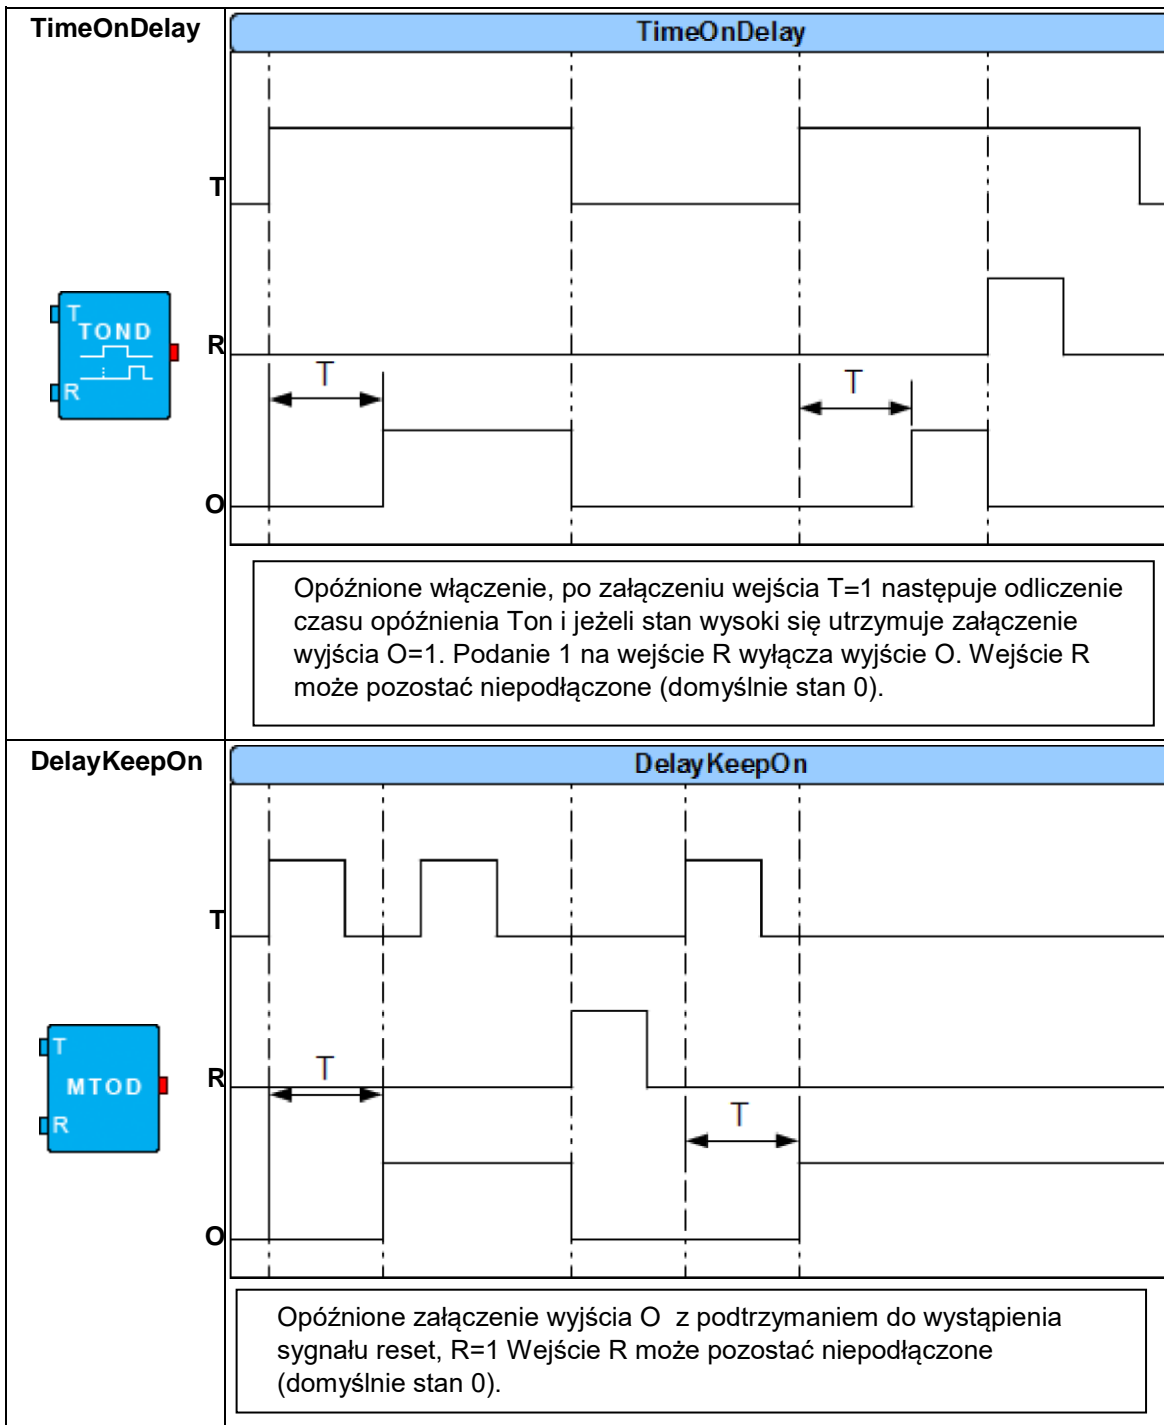 TimeOnDelay
TimeOnDelay
T
R
T
T
O
T
TOND
R
Opóźnione włączenie, po załączeniu wejścia T=1 następuje odliczenie
czasu opóźnienia Ton i jeżeli stan wysoki się utrzymuje załączenie
wyjścia O=1. Podanie 1 na wejście R wyłącza wyjście O. Wejście R
może pozostać niepodłączone (domyślnie stan 0).
DelayKeepOn
DelayKeepOn
T
R
T
T
O
T
MTOD
R
Opóźnione załączenie wyjścia O  z podtrzymaniem do wystąpienia
sygnału reset, R=1 Wejście R może pozostać niepodłączone
(domyślnie stan 0).